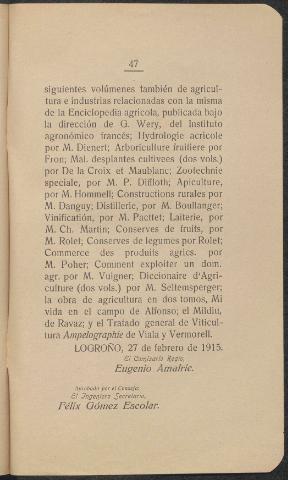 47
siguientes volúmenes también de agricul-
tura e industrias relacionadas con la misma
de la Enciclopedia agrícola, publicada bajo
la dirección de G. Wery, del Instituto
agronómico francés; Hydrologie acricole
por M. Dienert; Arboriculture fruifiere por
Fron; Mal. desplantes cultivees (dos vols.)
por De la Croix et Maublanc; Zootechnie
speciale, por M. P. Diffloth; Apiculture,
por M. Hommell; Constructions rurales por
M. Danguy; Distillerie, por M. Boullanger;
Vinificatión, por M. Pacttet; Laiterie, por
M. Ch. Martin; Conserves de fruits, por
M. Rolet; Conserves de legumes por Rolet;
Commerce des produits agrics. por
M. Poher; Comment exploiter un dom.
agr. por M. Vuigner; Diccionaire d'Agri-
culture (dos vols.) por M. Seltemsperger;
la obra de agricultura en dos tomos, Mi
vida en el campo de Alfonso; el Mildiu,
de Ravaz; y el Tratado general de Viticul-
tura Ampelographie de Viala y Vermorell.
LOGROÑO, 27 de febrero de 1915.
El Comisario Regio,
Eugenio Amalric.
Aprobado por el Consejo:
El Ingeniero Secretario,
Félix Gómez Escolar.